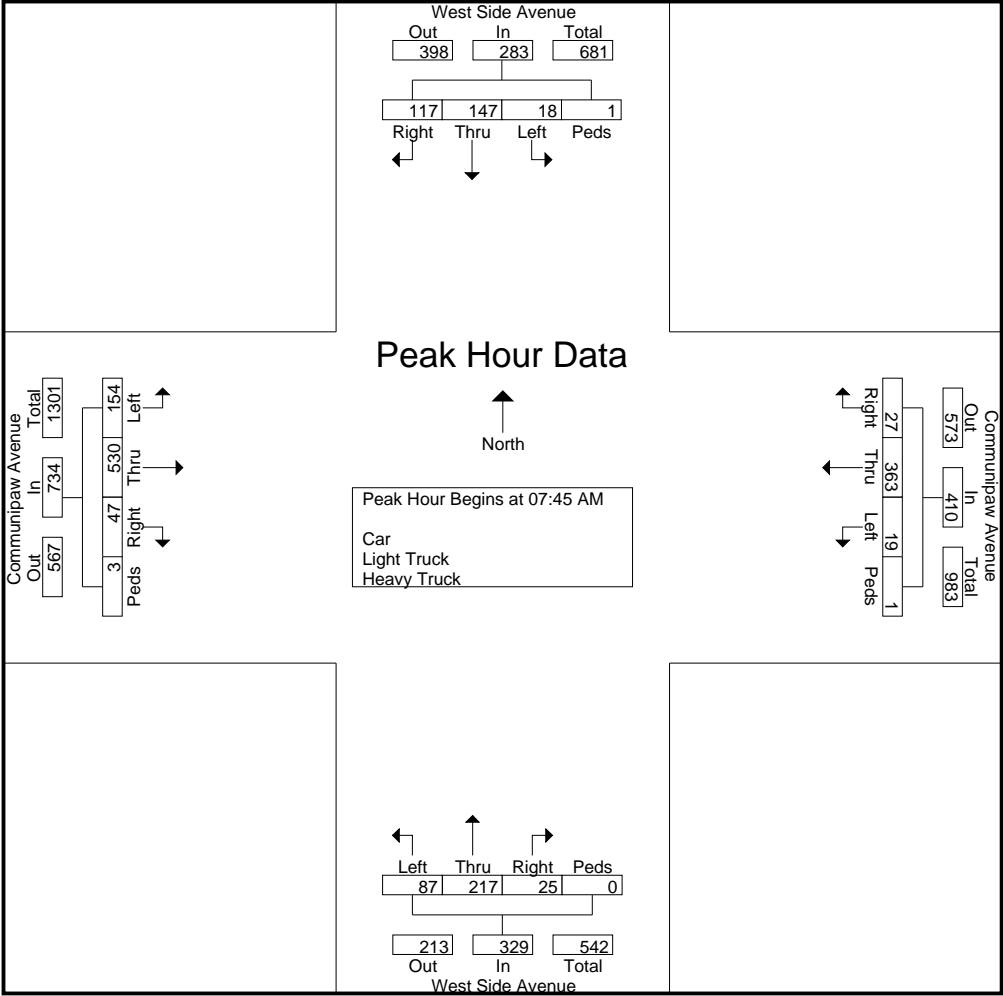 West Side Avenue
Out In Total
398 283 681
117 147 18 1
Right Thru Left Peds
Peak Hour Data
North
Peak Hour Begins at 07:45 AM
Car
Light Truck
Heavy Truck
Communipaw Avenue
Total In Out
1301 734 567
154 530 47 3
Left Thru Right Peds
Communipaw Avenue
Out In Total
573 410 983
27 363 19 1
Right Thru Left Peds
Left Thru Right Peds
87 217 25 0
213 329 542
Out In Total
West Side Avenue